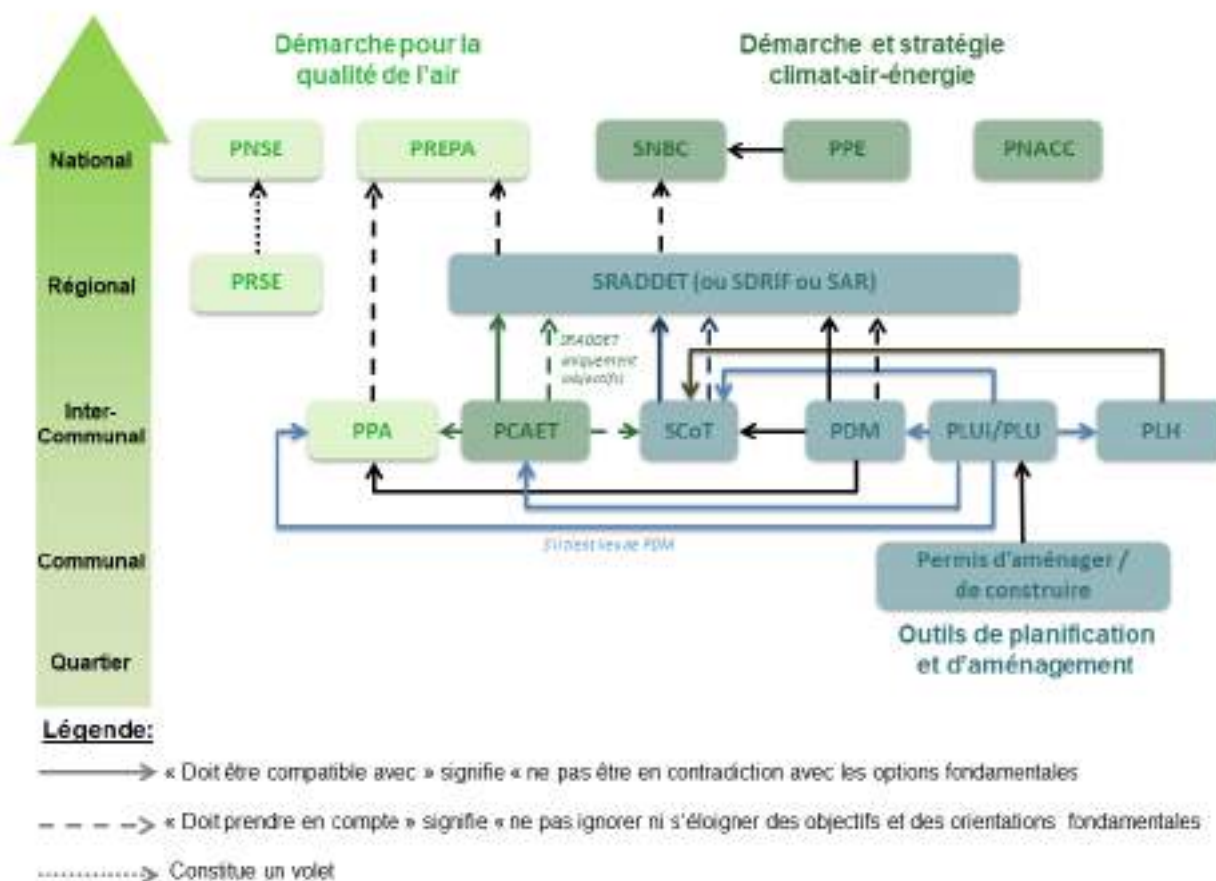 Démarche pour la
qualité de l'air
Démarche et stratégie
climat-air-énergie
National
PNSE
PREPA
SNBC
PPE
PNACC
Régional
PRSE
SRADDET (ou SDRIF ou SAR)
SRADDET
uniquement
objectifs
Inter-
Communal
PPA
PCAET
SCoT
PDM
PLUI/PLU
PLH
Communal
Permis d'aménager /
de construire
Quartier
Outils de planification
et d'aménagement
Légende:
« Doit être compatible avec » signifie « ne pas être en contradiction avec les options fondamentales
« Doit prendre en compte » signifie « ne pas ignorer ni s'éloigner des objectifs et des orientations fondamentales
Constitue un volet